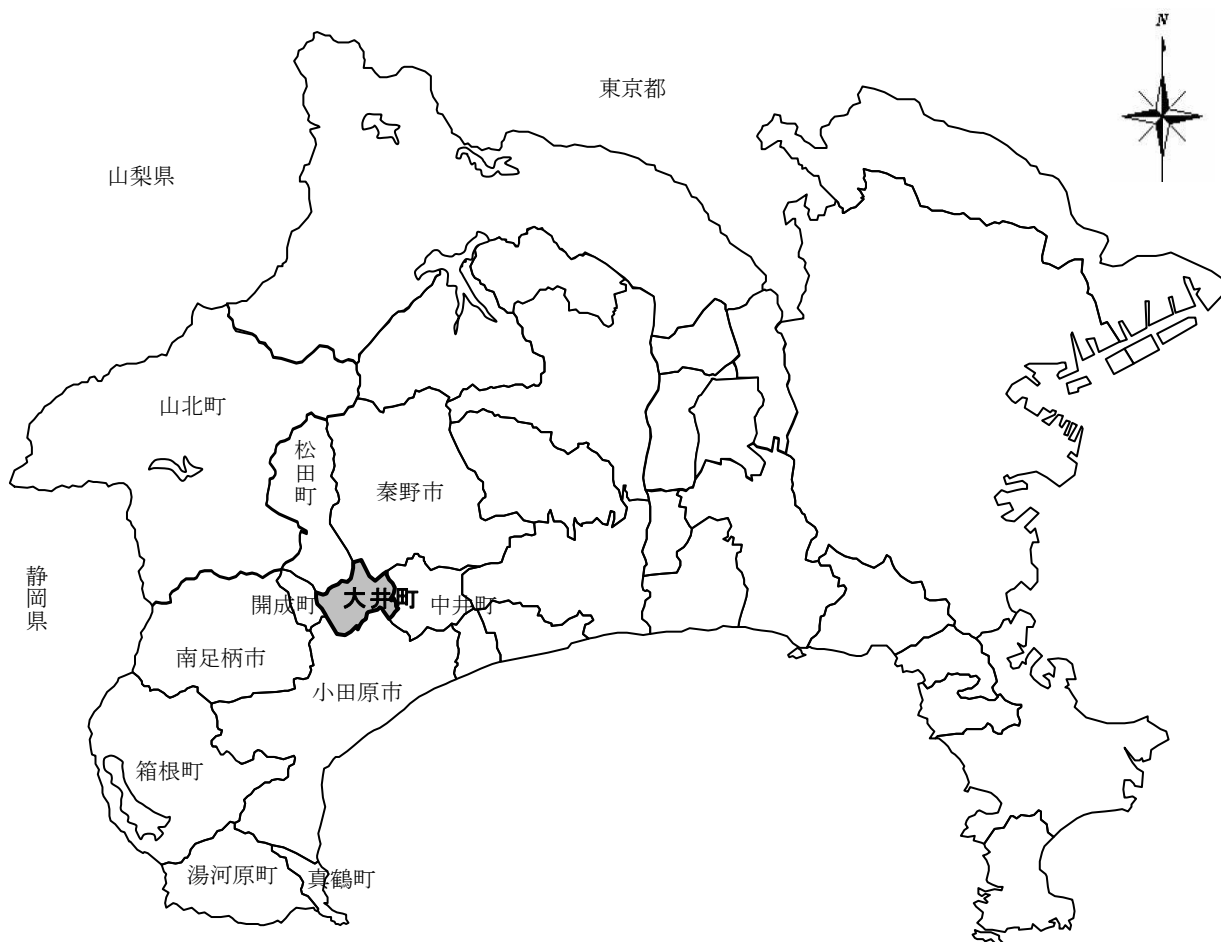 N
東京都
山梨県
山北町
松田町
秦野市
静岡県
開成町
大井町
中井町
南足柄市
小田原市
箱根町
湯河原町
真鶴町